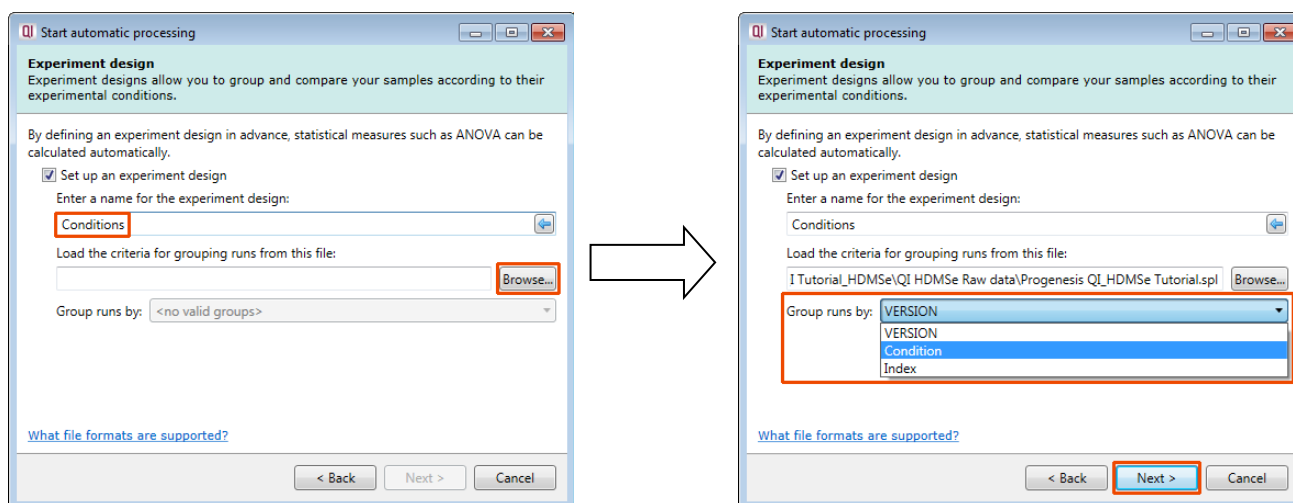 QI Start automatic processing
Experiment design
Experiment designs allow you to group and compare your samples according to their
experimental conditions.
By defining an experiment design in advance, statistical measures such as ANOVA can be
calculated automatically.
Set up an experiment design
Enter a name for the experiment design:
Conditions
Load the criteria for grouping runs from this file:
Browse...
Group runs by: <no valid groups>
What file formats are supported?
< Back Next > Cancel
QI Start automatic processing
Experiment design
Experiment designs allow you to group and compare your samples according to their
experimental conditions.
By defining an experiment design in advance, statistical measures such as ANOVA can be
calculated automatically.
Set up an experiment design
Enter a name for the experiment design:
Conditions
Load the criteria for grouping runs from this file:
I Tutorial_HDMSe\QI HDMSe Raw data\Progenesis QI_HDMSe Tutorial.spl Browse...
Group runs by: VERSION
VERSION
Condition
Index
What file formats are supported?
< Back Next > Cancel